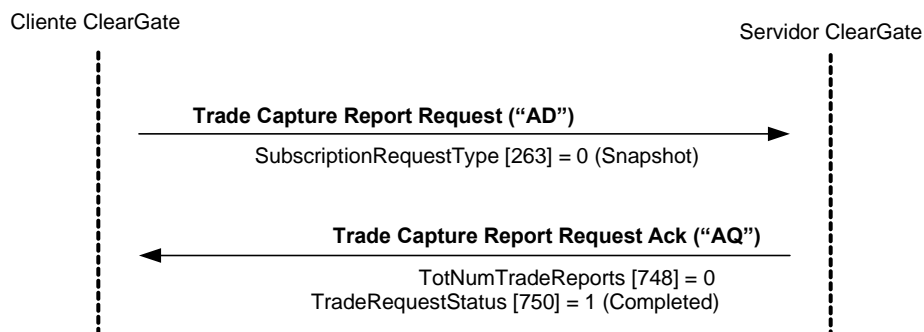 Cliente ClearGate
Servidor ClearGate
Trade Capture Report Request (“AD”)
SubscriptionRequestType [263] = 0 (Snapshot)
Trade Capture Report Request Ack (“AQ”)
TotNumTradeReports [748] = 0
TradeRequestStatus [750] = 1 (Completed)